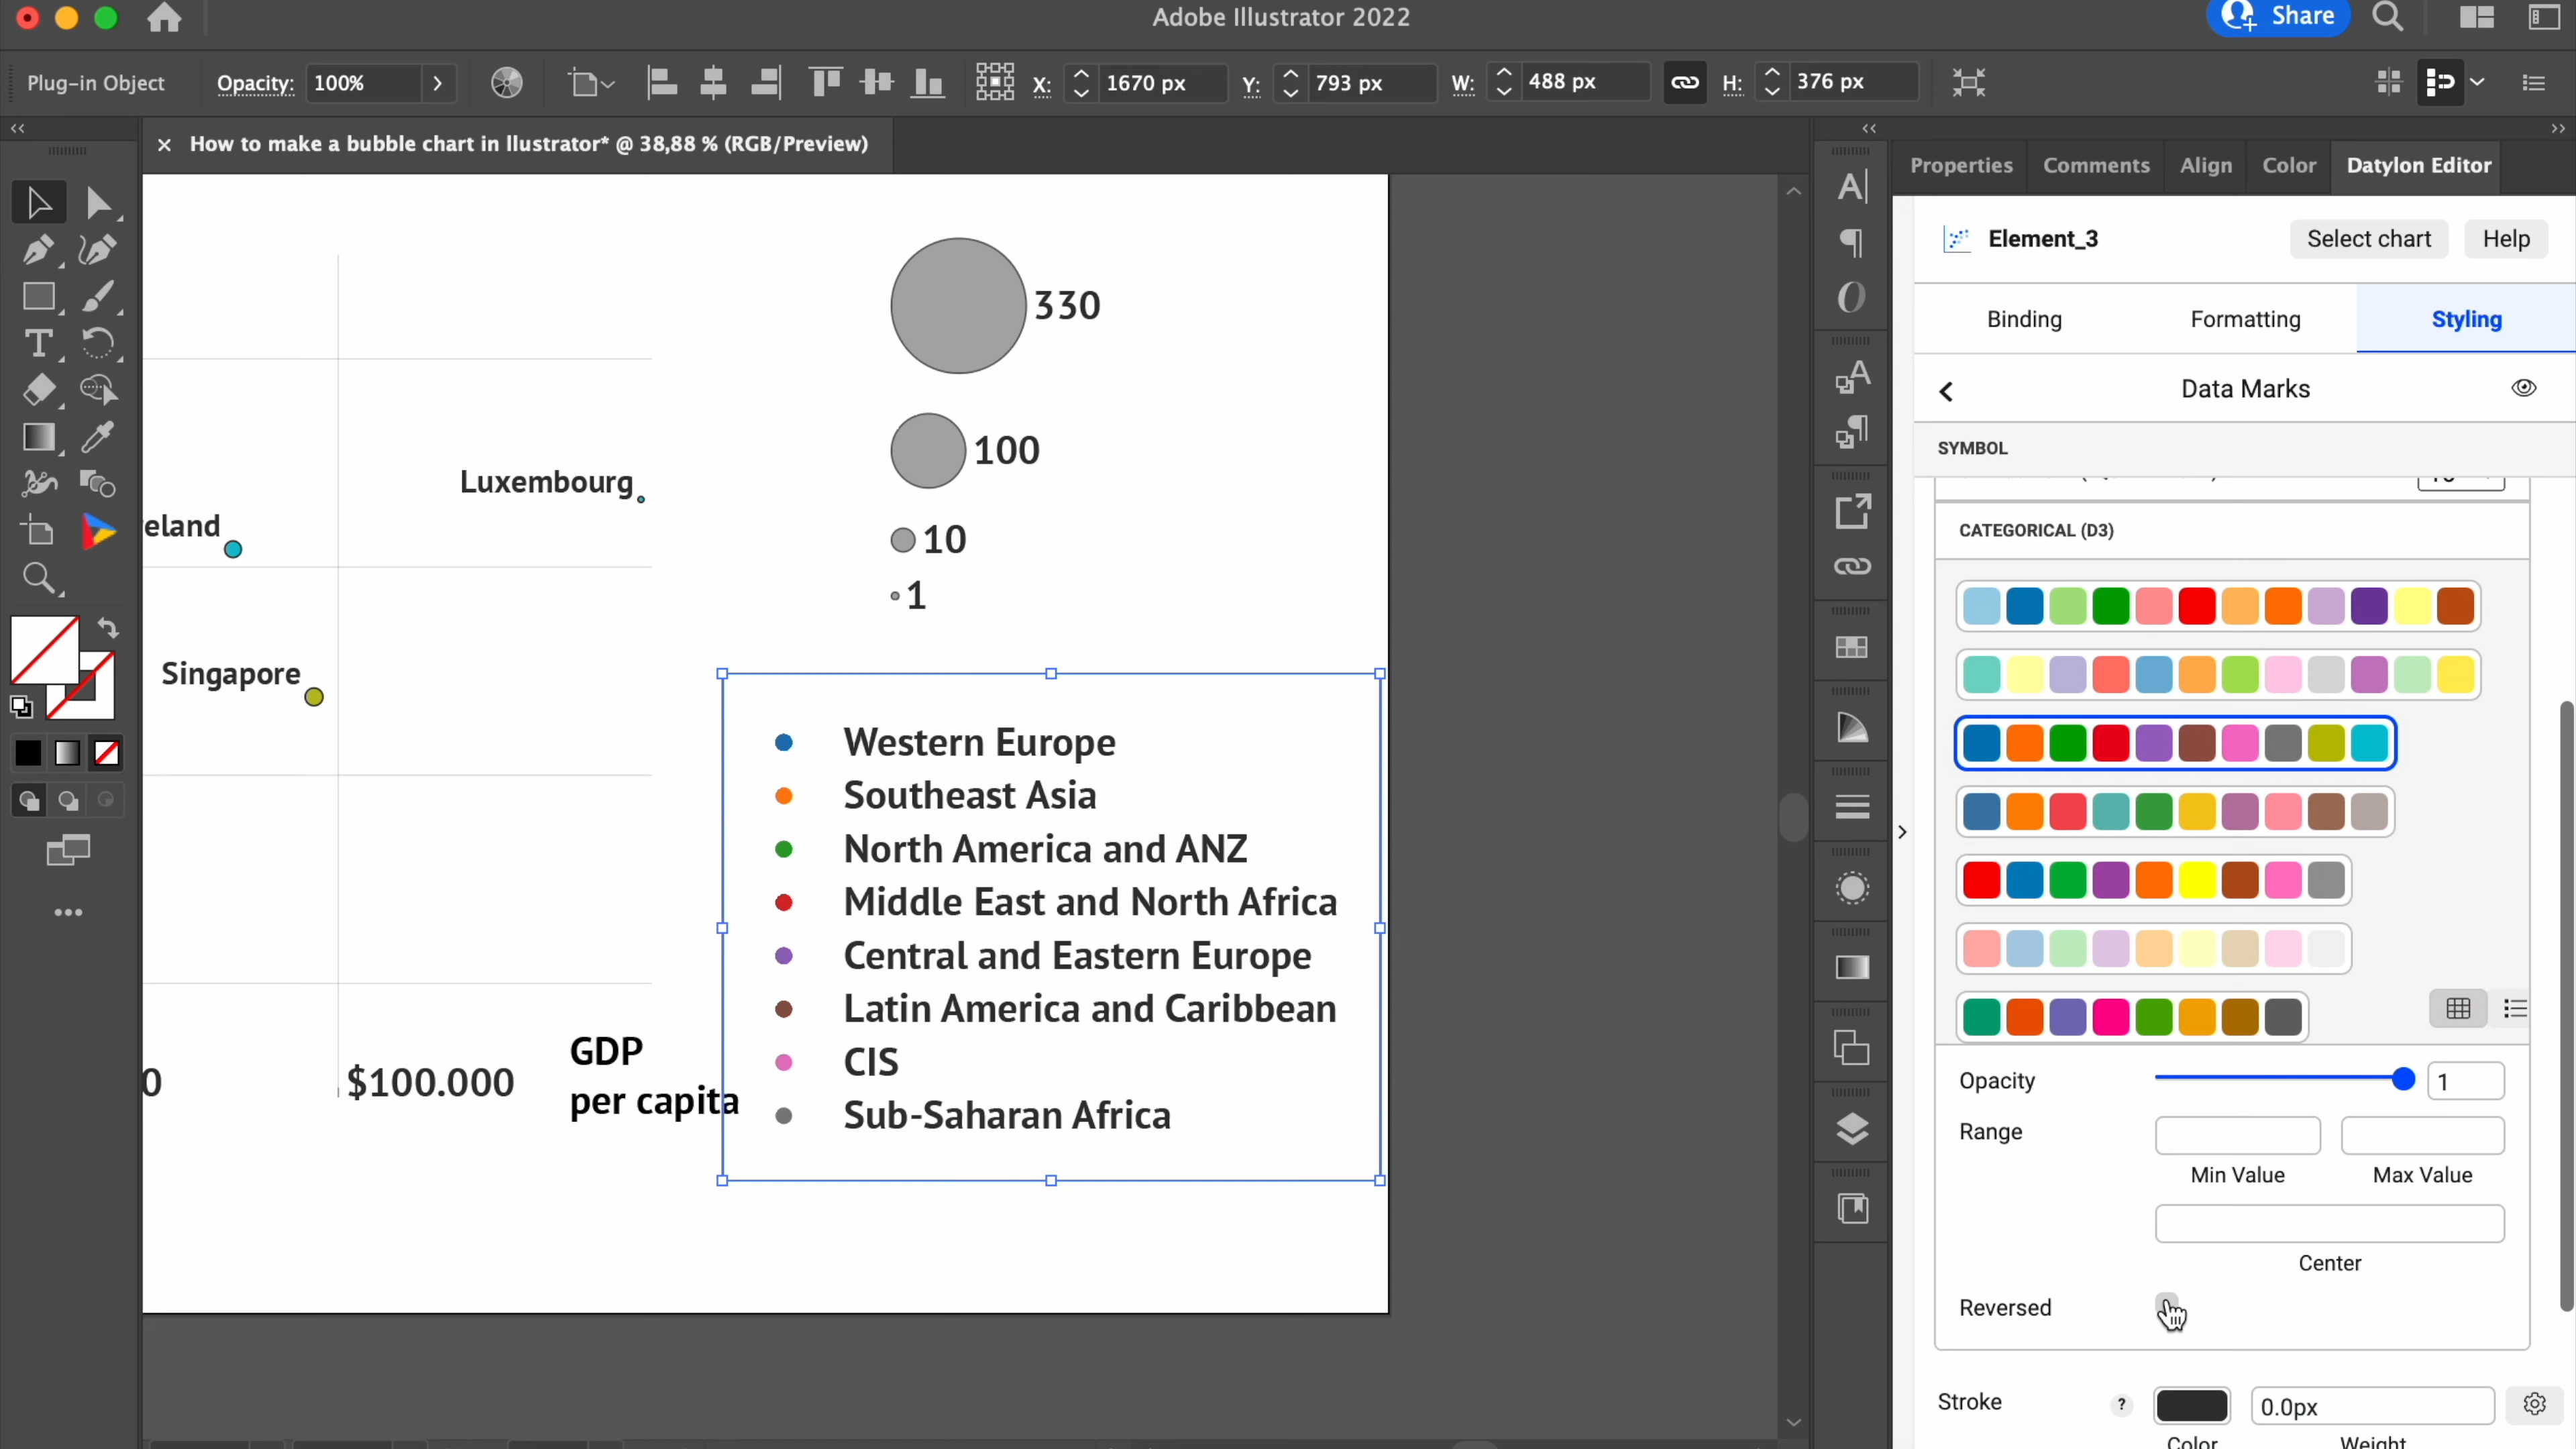 Adobe Illustrator 2022
Share
Plug-in Object
Opacity: 100%
X: 1670 px
Y: 793 px
W: 488 px
H: 376 px
× How to make a bubble chart in llustrator* @ 38,88 % (RGB/Preview)
Properties Comments Align Color Datylon Editor
Element_3
Select chart
Help
Binding Formatting Styling
Data Marks
SYMBOL
CATEGORICAL (D3)
330
100
10
1
Luxembourg
eland
Singapore
Western Europe
Southeast Asia
North America and ANZ
Middle East and North Africa
Central and Eastern Europe
Latin America and Caribbean
CIS
Sub-Saharan Africa
0
$100.000
GDP
per capita
Opacity
1
Range
Min Value
Max Value
Center
Reversed
Stroke
?
0.0px
Color
Weight